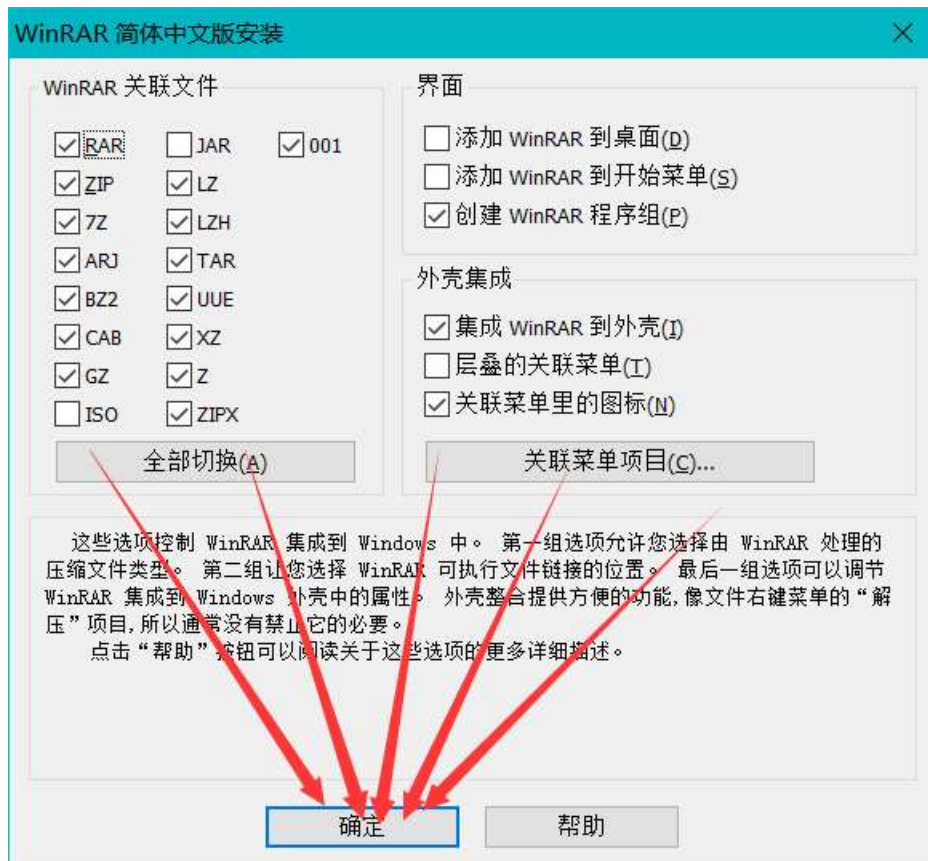 WinRAR 简体中文版安装
WinRAR 关联文件
RAR
JAR
001
ZIP
LZ
7Z
LZH
ARJ
TAR
BZ2
UUE
CAB
XZ
GZ
Z
ISO
ZIPX
全部切换(A)
界面
添加 WinRAR 到桌面(D)
添加 WinRAR 到开始菜单(S)
创建 WinRAR 程序组(P)
外壳集成
集成 WinRAR 到外壳(I)
层叠的关联菜单(T)
关联菜单里的图标(N)
关联菜单项目(C)...
这些选项控制 WinRAR 集成到 Windows 中。 第一组选项允许您选择由 WinRAR 处理的
压缩文件类型。 第二组让您选择 WinRAR 可执行文件链接的位置。 最后一组选项可以调节
WinRAR 集成到 Windows 外壳中的属性。 外壳整合提供方便的功能,像文件右键菜单的“解
压”项目,所以通常没有禁止它的必要。
点击“帮助”按钮可以阅读关于这些选项的更多详细描述。
确定
帮助